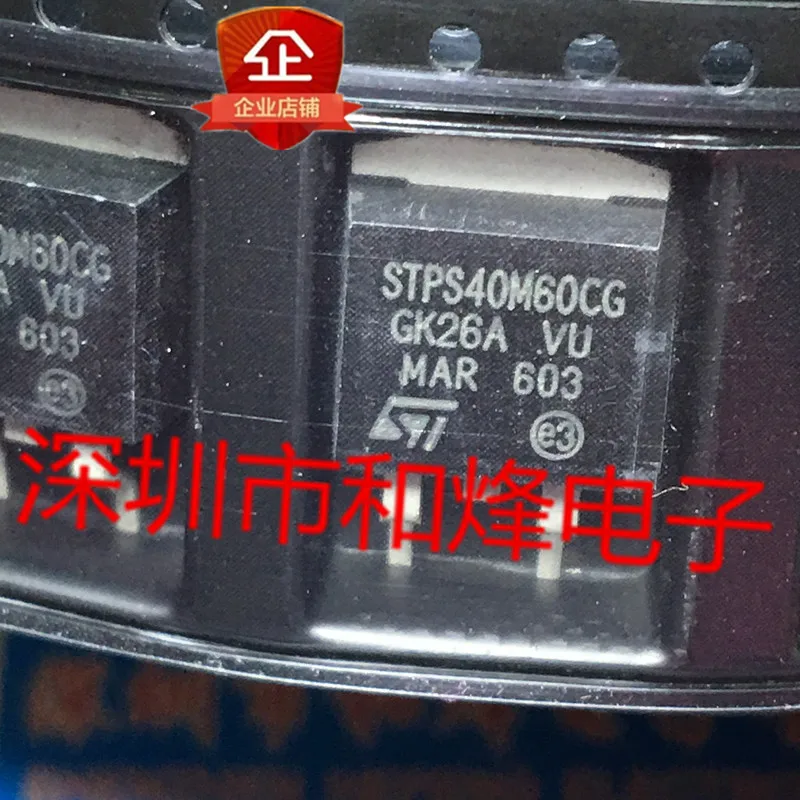 企
企业店铺
0M60CG
A VU
603
e3
STPS40M60CG
GK26A VU
MAR 603
ST
e3
深圳市和烽电子